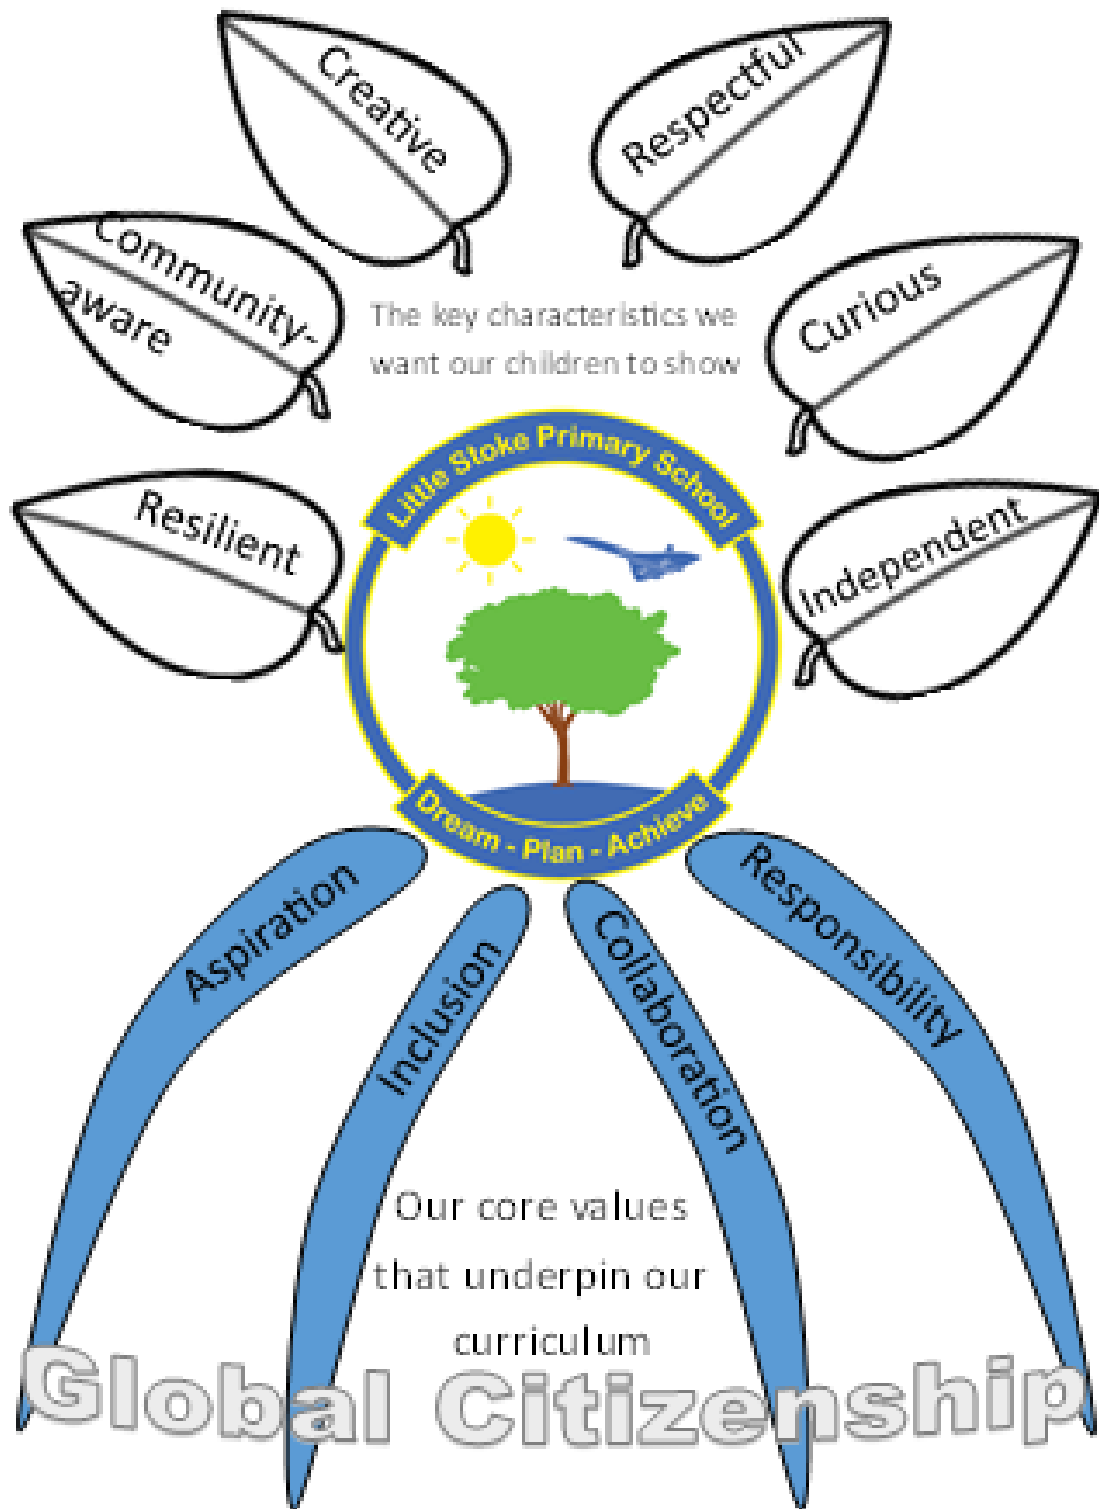 Creative
Respectful
Community-
aware
Curious
The key characteristics we
want our children to show
Resilient
Independent
Little Stoke Primary School
Dream - Plan - Achieve
Aspiration
Inclusion
Collaboration
Responsibility
Our core values
that underpin our
curriculum
Global Citizenship